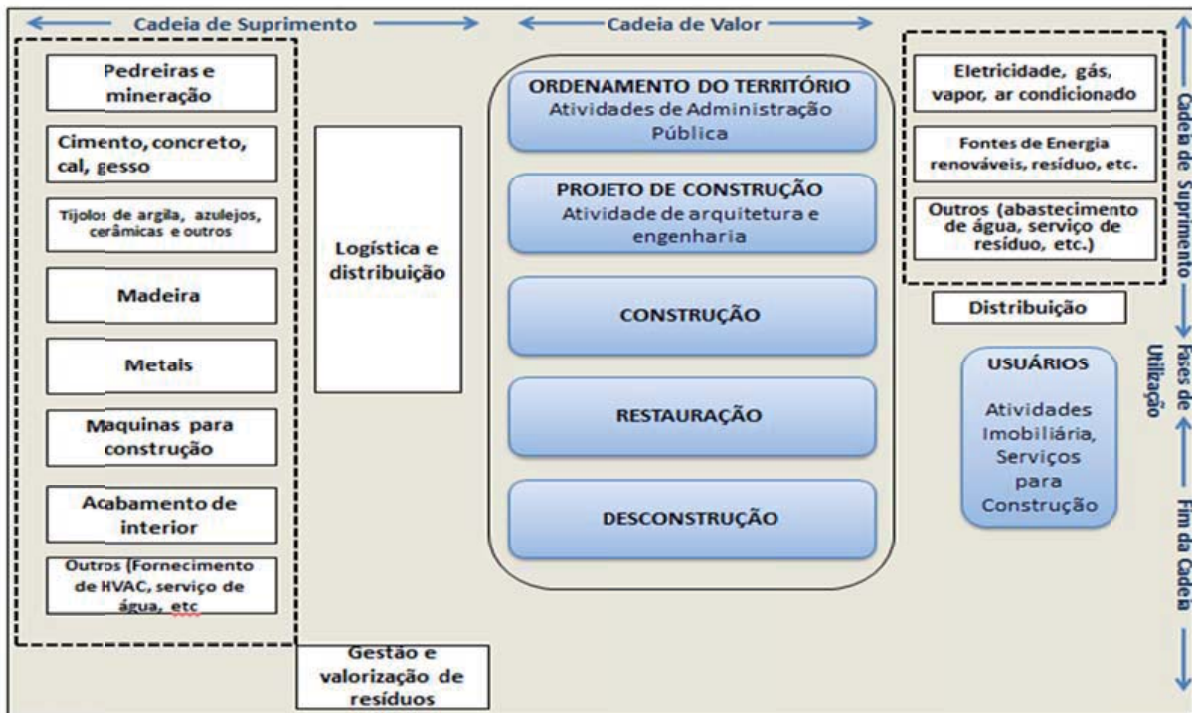 Cadeia de Suprimento
Cadeia de Valor
Pedreiras e
mineração
Cimento, concreto,
cal, gesso
Tijolos de argila, azulejos,
cerâmicas e outros
Madeira
Metais
Maquinas para
construção
Acabamento de
interior
Outros (Fornecimento
de HVAC, serviço de
água, etc
Logística e
distribuição
Gestão e
valorização de
resíduos
ORDENAMENTO DO TERRITÓRIO
Atividades de Administração
Pública
PROJETO DE CONSTRUÇÃO
Atividade de arquitetura e
engenharia
CONSTRUÇÃO
RESTAURAÇÃO
DESCONSTRUÇÃO
Eletricidade, gás,
vapor, ar condicionado
Fontes de Energia
renováveis, resíduo, etc.
Outros (abastecimento
de água, serviço de
resíduo, etc.)
Distribuição
USUÁRIOS
Atividades
Imobiliária,
Serviços
para
Construção
Cadeia de Suprimento
Fases de
Utilização
Fim da Cadeia